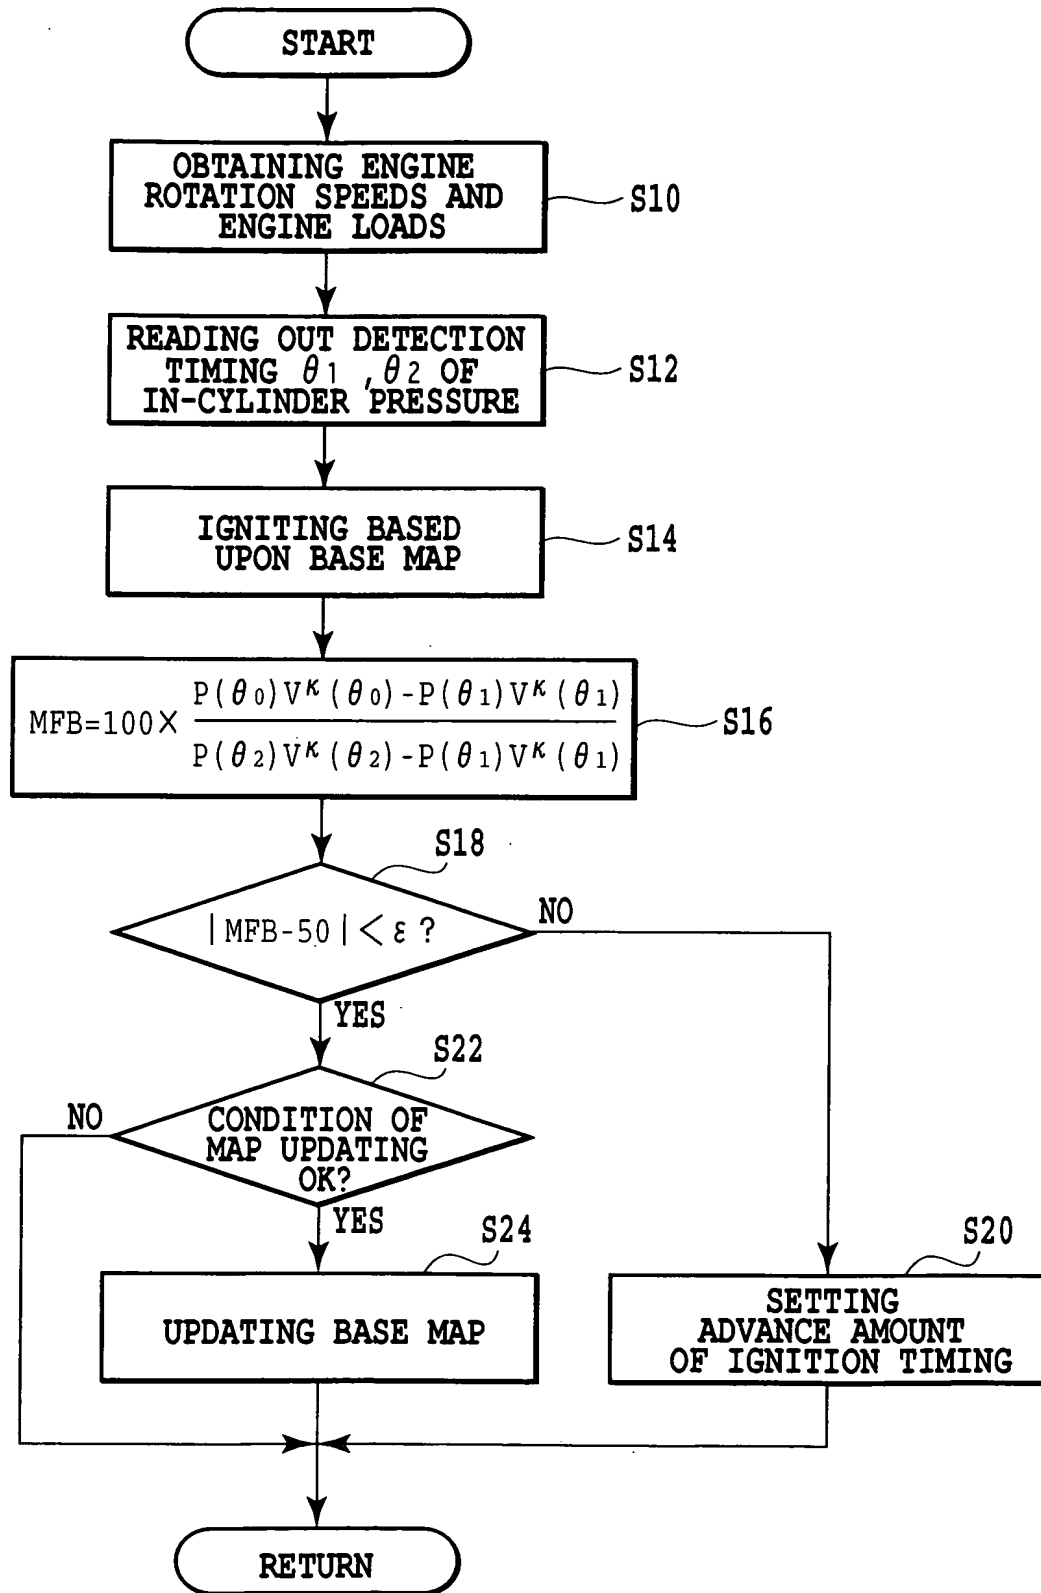 START
OBTAINING ENGINE
ROTATION SPEEDS AND
ENGINE LOADS
S10
READING OUT DETECTION
TIMING θ1 ,θ2 OF
IN-CYLINDER PRESSURE
S12
IGNITING BASED
UPON BASE MAP
S14
MFB=100× P(θ0)V^κ(θ0)-P(θ1)V^κ(θ1)
P(θ2)V^κ(θ2)-P(θ1)V^κ(θ1)
S16
S18
|MFB-50|<ε?
NO
YES
S22
NO
CONDITION OF
MAP UPDATING
OK?
YES
S24
S20
UPDATING BASE MAP
SETTING
ADVANCE AMOUNT
OF IGNITION TIMING
RETURN